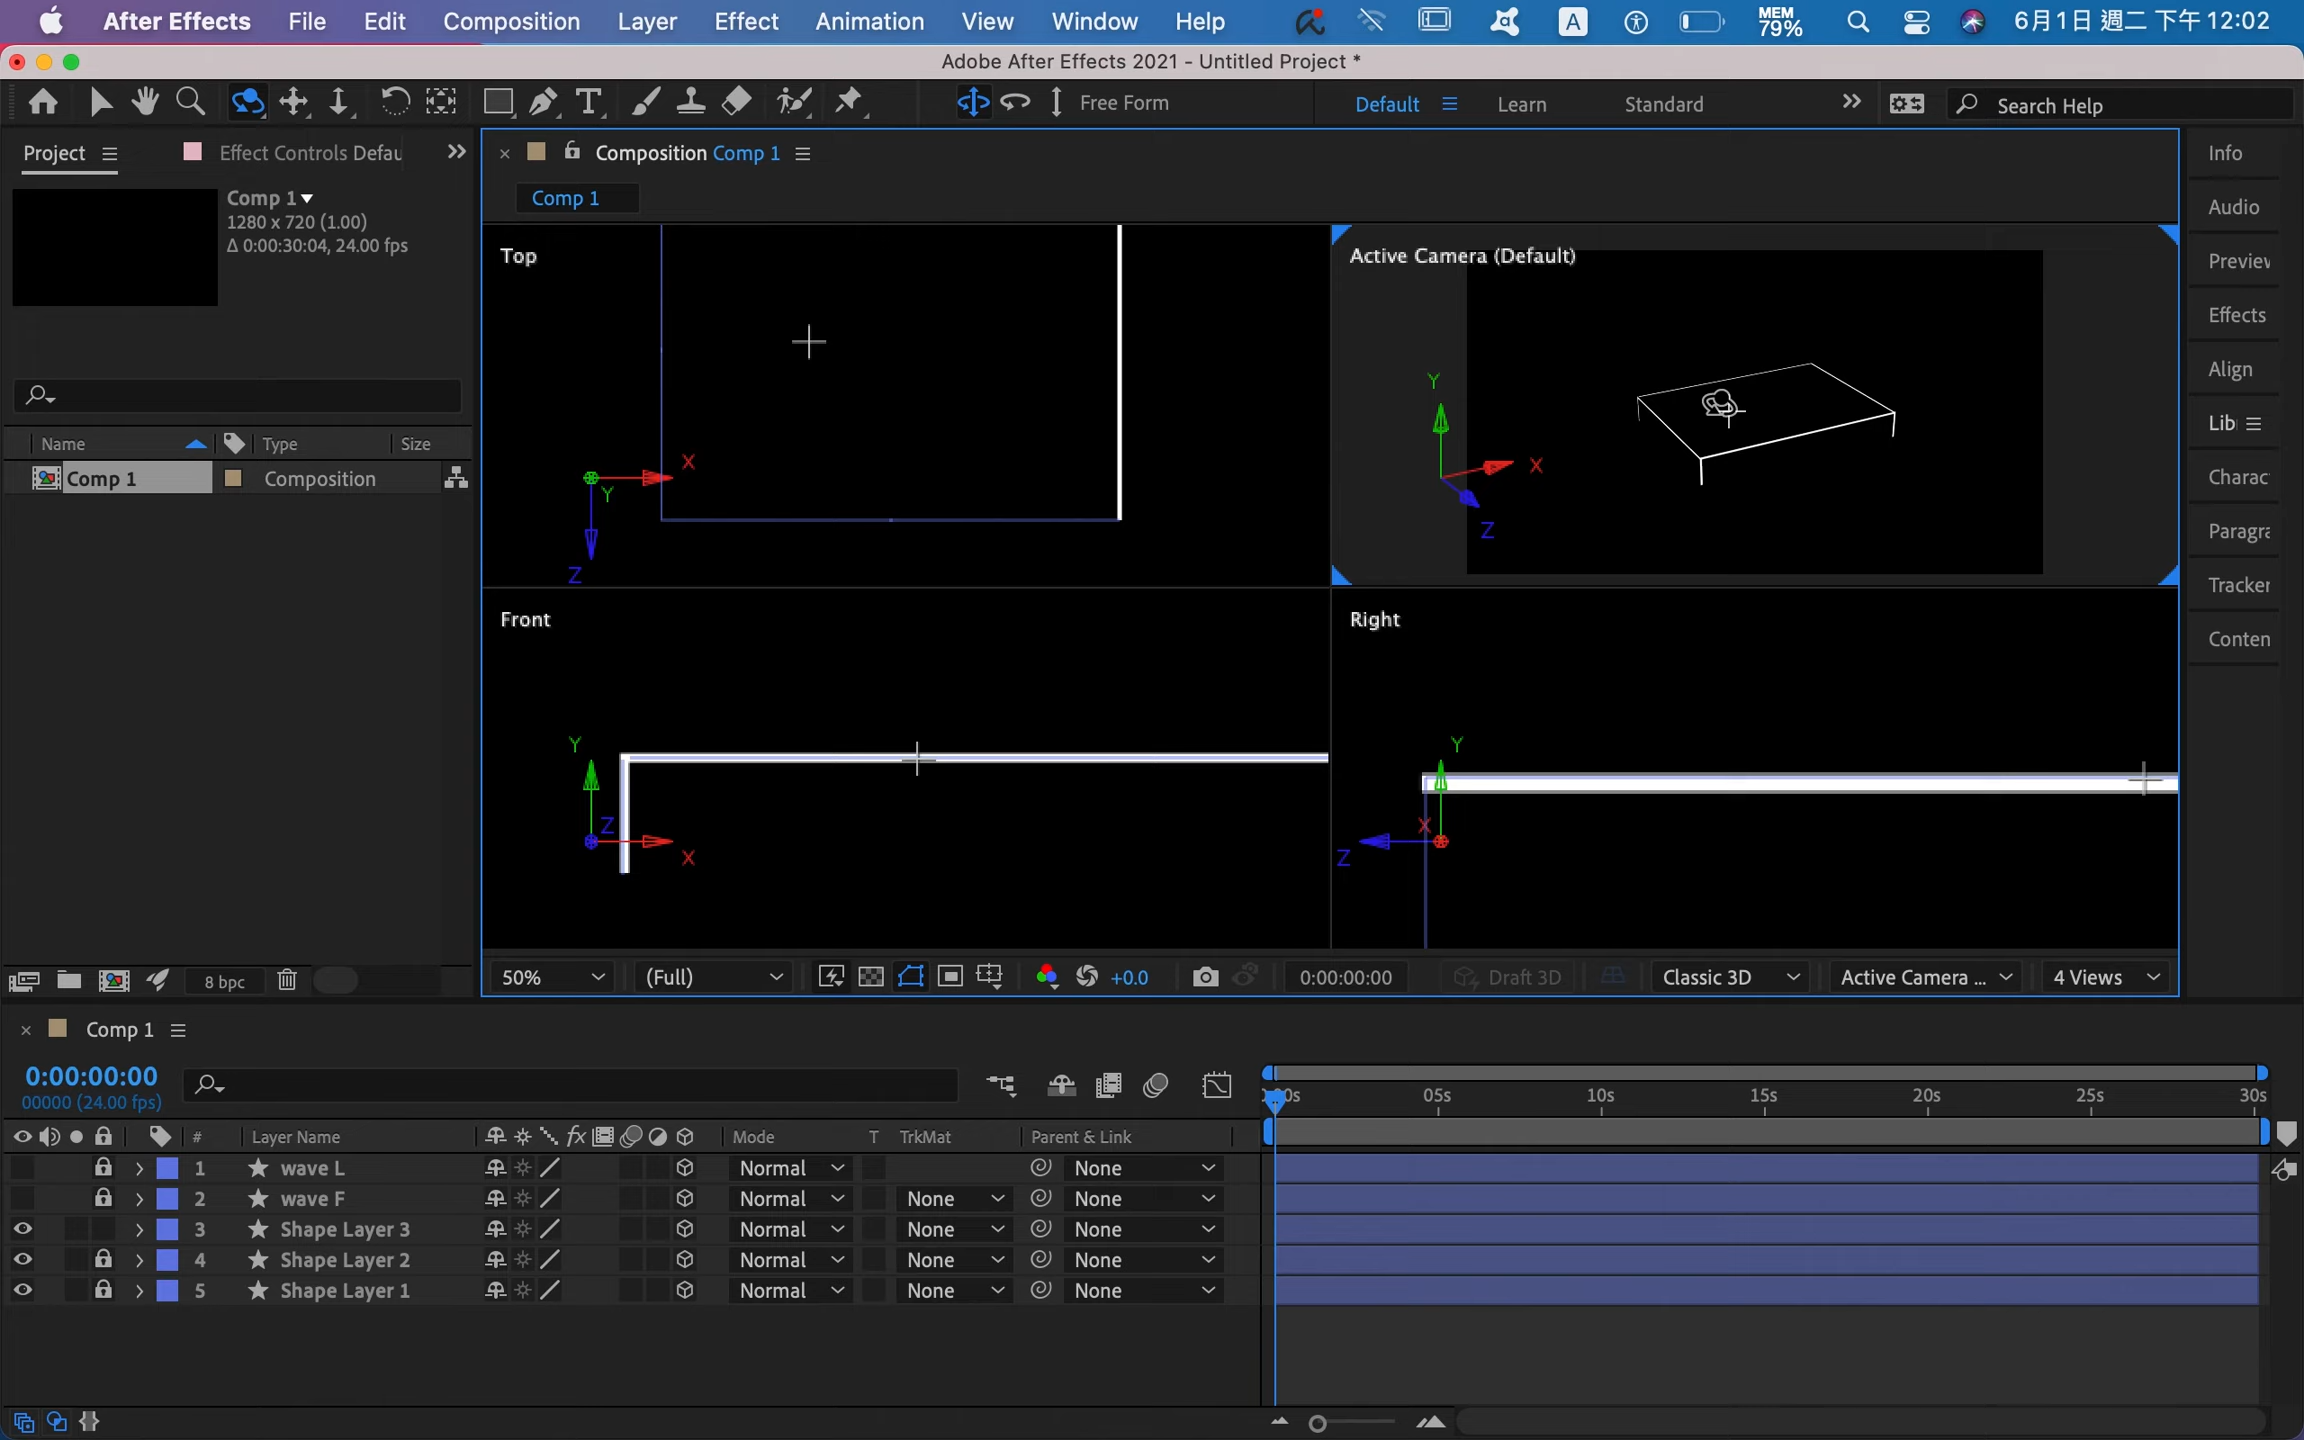 After Effects File Edit Composition Layer Effect Animation View Window Help A MEM 79% 6月1日 週二 下午 12:02
Adobe After Effects 2021 - Untitled Project *
Free Form Default Learn Standard Search Help
Project Effect Controls Defau
Comp 1
1280 x 720 (1.00)
Δ 0:00:30:04, 24.00 fps
Name Type Size
Comp 1 Composition
8 bpc
Composition Comp 1
Comp 1
Top
X
Y
Z
Active Camera (Default)
Y
X
Z
Front
Y
Z
X
Right
Y
X
Z
50% (Full) +0.0 0:00:00:00 Draft 3D Classic 3D Active Camera ... 4 Views
Info
Audio
Preview
Effects
Align
Lib
Charac
Paragra
Tracker
Conten
Comp 1
0:00:00:00
00000 (24.00 fps)
:00s 05s 10s 15s 20s 25s 30s
# Layer Name fx Mode T TrkMat Parent & Link
1 wave L Normal None
2 wave F Normal None None
3 Shape Layer 3 Normal None None
4 Shape Layer 2 Normal None None
5 Shape Layer 1 Normal None None